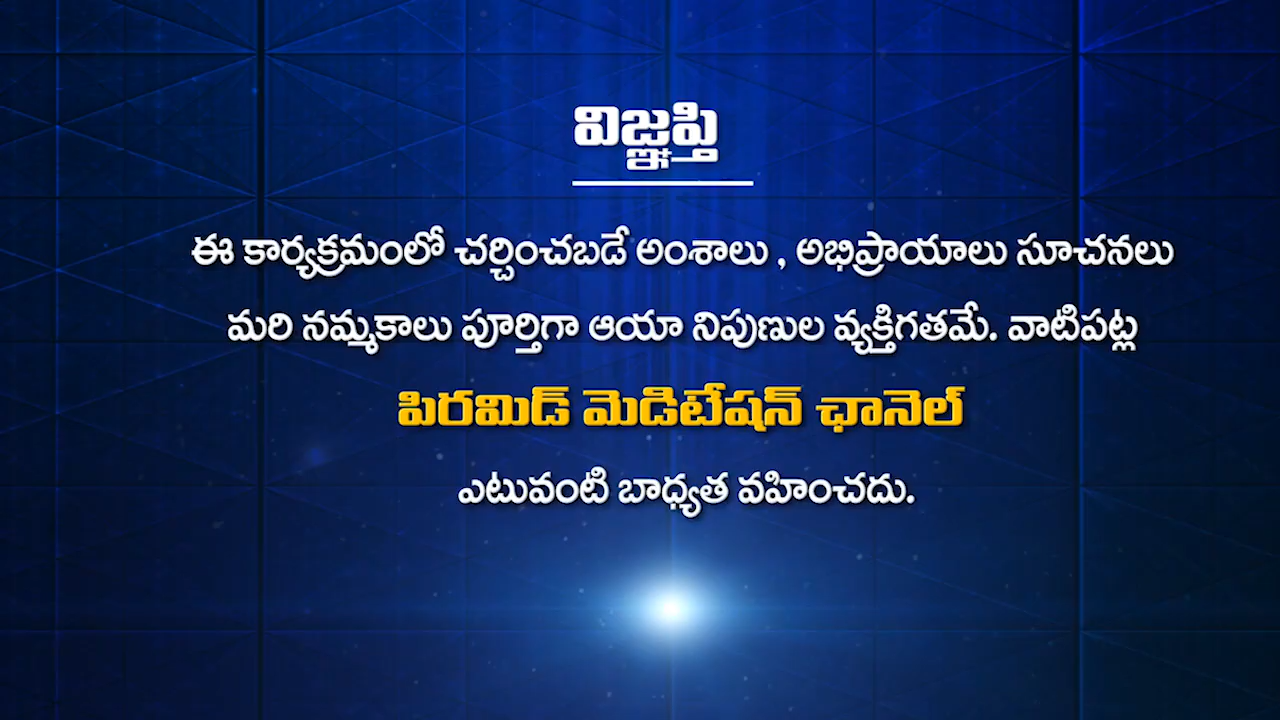 విజ్ఞప్తి
ఈ కార్యక్రమంలో చర్చించబడే అంశాలు , అభిప్రాయాలు సూచనలు
మరి నమ్మకాలు పూర్తిగా ఆయా నిపుణుల వ్యక్తిగతమే. వాటిపట్ల
పిరమిడ్ మెడిటేషన్ ఛానెల్
ఎటువంటి బాధ్యత వహించదు.